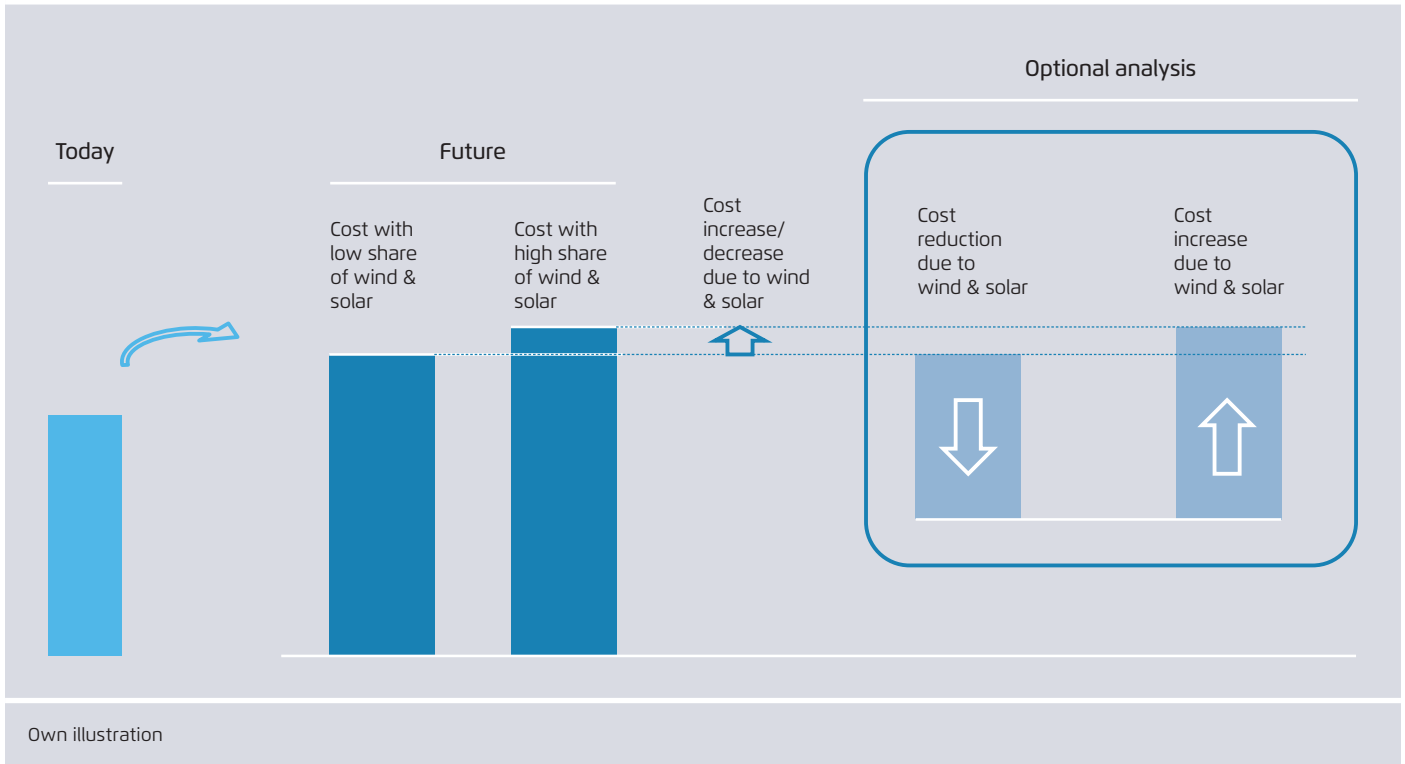 Optional analysis
Today
Future
Cost with
low share
of wind &
solar
Cost with
high share
of wind &
solar
Cost
increase/
decrease
due to wind
& solar
Cost
reduction
due to
wind & solar
Cost
increase
due to
wind & solar
Own illustration